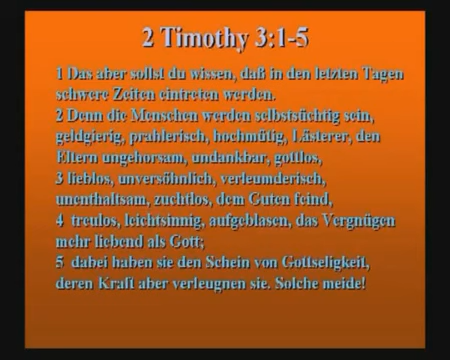 2 Timothy 3:1-5
1 Das aber sollst du wissen, daß in den letzten Tagen
schwere Zeiten eintreten werden.
2 Denn die Menschen werden selbstsüchtig sein,
geldgierig, prahlerisch, hochmütig, Lästerer, den
Eltern ungehorsam, undankbar, gottlos,
3 lieblos, unversöhnlich, verleumderisch,
unenthaltsam, zuchtlos, dem Guten feind,
4 treulos, leichtsinnig, aufgeblasen, das Vergnügen
mehr liebend als Gott;
5 dabei haben sie den Schein von Gottseligkeit,
deren Kraft aber verleugnen sie. Solche meide!